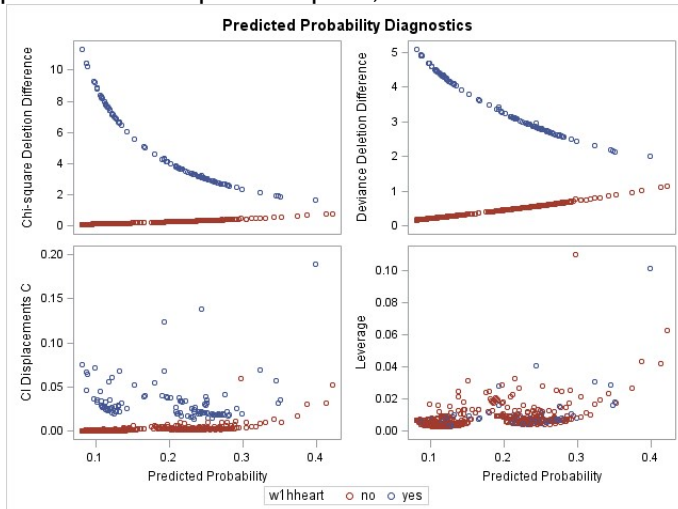 Predicted Probability Diagnostics
Chi-square Deletion Difference
10
8
6
4
2
0
Deviance Deletion Difference
5
4
3
2
1
0
CI Displacements C
0.20
0.15
0.10
0.05
0.00
0.1 0.2 0.3 0.4
Predicted Probability
Leverage
0.10
0.08
0.06
0.04
0.02
0.00
0.1 0.2 0.3 0.4
Predicted Probability
w1hheart no yes